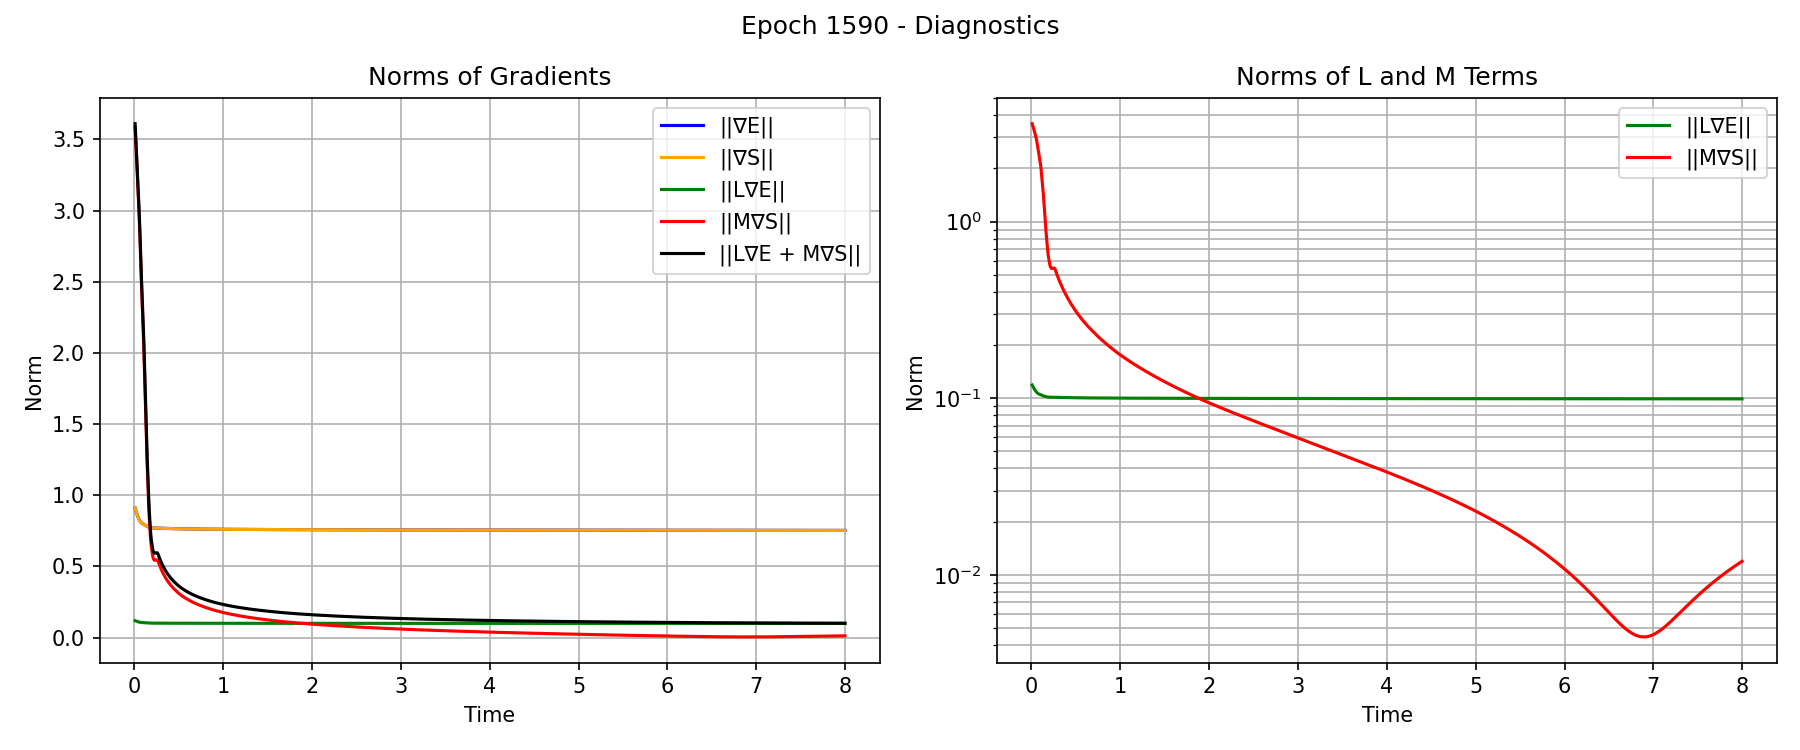 Epoch 1590 - Diagnostics
Norms of Gradients
Norm
3.5
3.0
2.5
2.0
1.5
1.0
0.5
0.0
||∇E||
||∇S||
||L∇E||
||M∇S||
||L∇E + M∇S||
0 1 2 3 4 5 6 7 8
Time
Norms of L and M Terms
Norm
10⁰
10⁻¹
10⁻²
||L∇E||
||M∇S||
0 1 2 3 4 5 6 7 8
Time